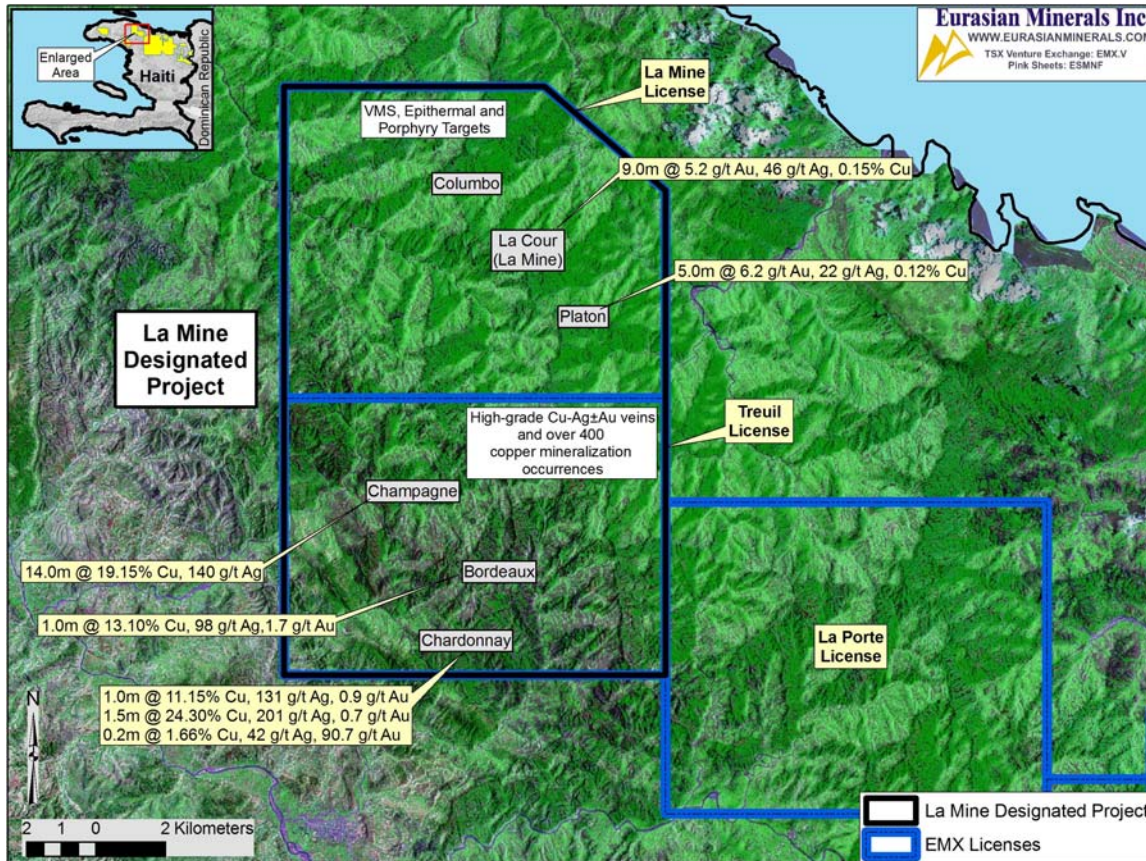 Eurasian Minerals Inc
WWW.EURASIANMINERALS.COM
TSX Venture Exchange: EMX.V
Pink Sheets: ESMNF
Enlarged
Area
Haiti
Dominican Republic
La Mine
License
VMS, Epithermal and
Porphyry Targets
9.0m @ 5.2 g/t Au, 46 g/t Ag, 0.15% Cu
Columbo
La Cour
(La Mine)
5.0m @ 6.2 g/t Au, 22 g/t Ag, 0.12% Cu
Platon
La Mine
Designated
Project
High-grade Cu-Ag±Au veins
and over 400
copper mineralization
occurrences
Treuil
License
Champagne
14.0m @ 19.15% Cu, 140 g/t Ag
Bordeaux
1.0m @ 13.10% Cu, 98 g/t Ag,1.7 g/t Au
Chardonnay
La Porte
License
1.0m @ 11.15% Cu, 131 g/t Ag, 0.9 g/t Au
1.5m @ 24.30% Cu, 201 g/t Ag, 0.7 g/t Au
0.2m @ 1.66% Cu, 42 g/t Ag, 90.7 g/t Au
N
2 1 0 2 Kilometers
La Mine Designated Project
EMX Licenses